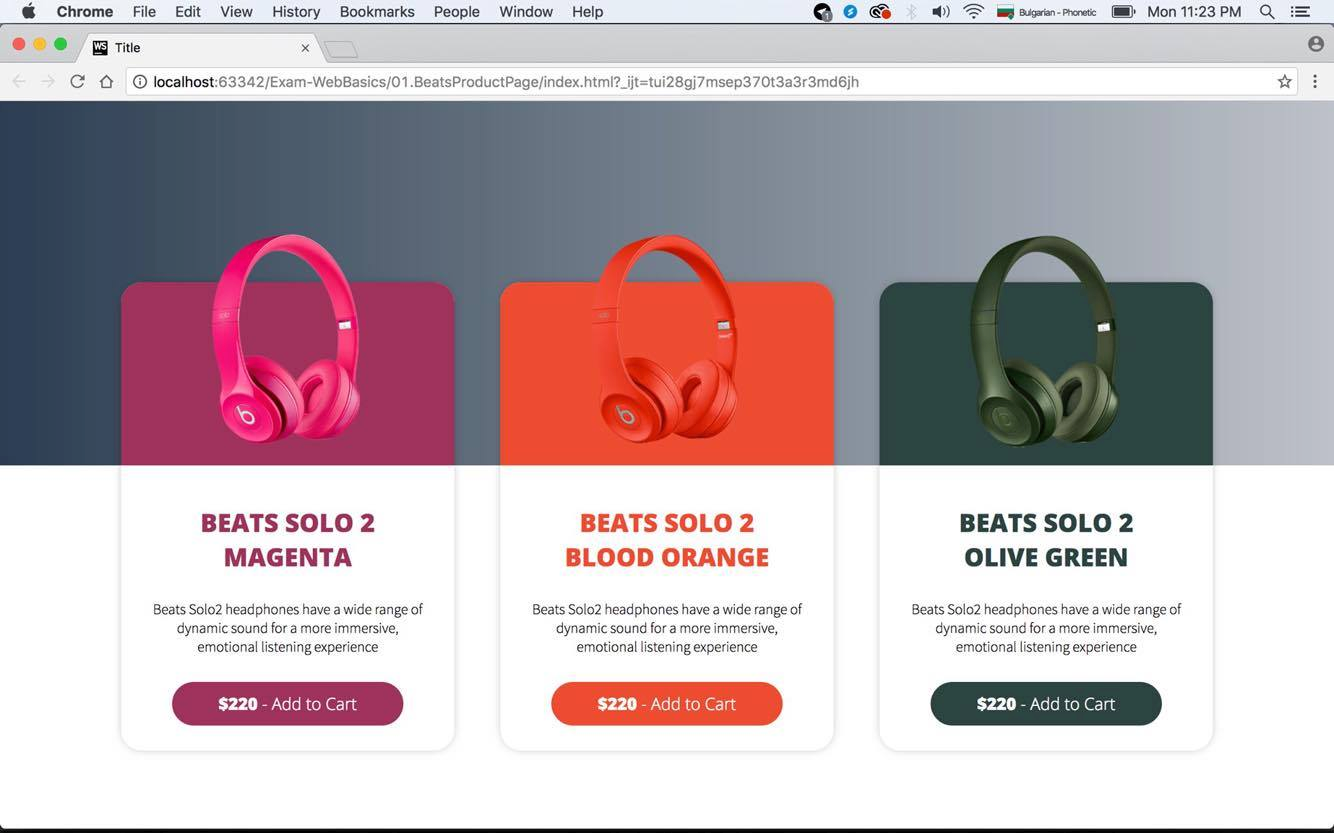 Chrome File Edit View History Bookmarks People Window Help 1 Bulgarian - Phonetic Mon 11:23 PM
WS Title
localhost:63342/Exam-WebBasics/01.BeatsProductPage/index.html?_ijt=tui28gj7msep370t3a3r3md6jh
solo solo
b b b
BEATS SOLO 2
MAGENTA
Beats Solo2 headphones have a wide range of
dynamic sound for a more immersive,
emotional listening experience
$220 - Add to Cart
BEATS SOLO 2
BLOOD ORANGE
Beats Solo2 headphones have a wide range of
dynamic sound for a more immersive,
emotional listening experience
$220 - Add to Cart
BEATS SOLO 2
OLIVE GREEN
Beats Solo2 headphones have a wide range of
dynamic sound for a more immersive,
emotional listening experience
$220 - Add to Cart